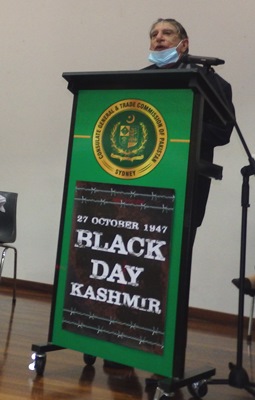 CONSULATE GENERAL & TRADE COMMISSION OF PAKISTAN
SYDNEY
27 OCTOBER 1947
BLACK
DAY
KASHMIR